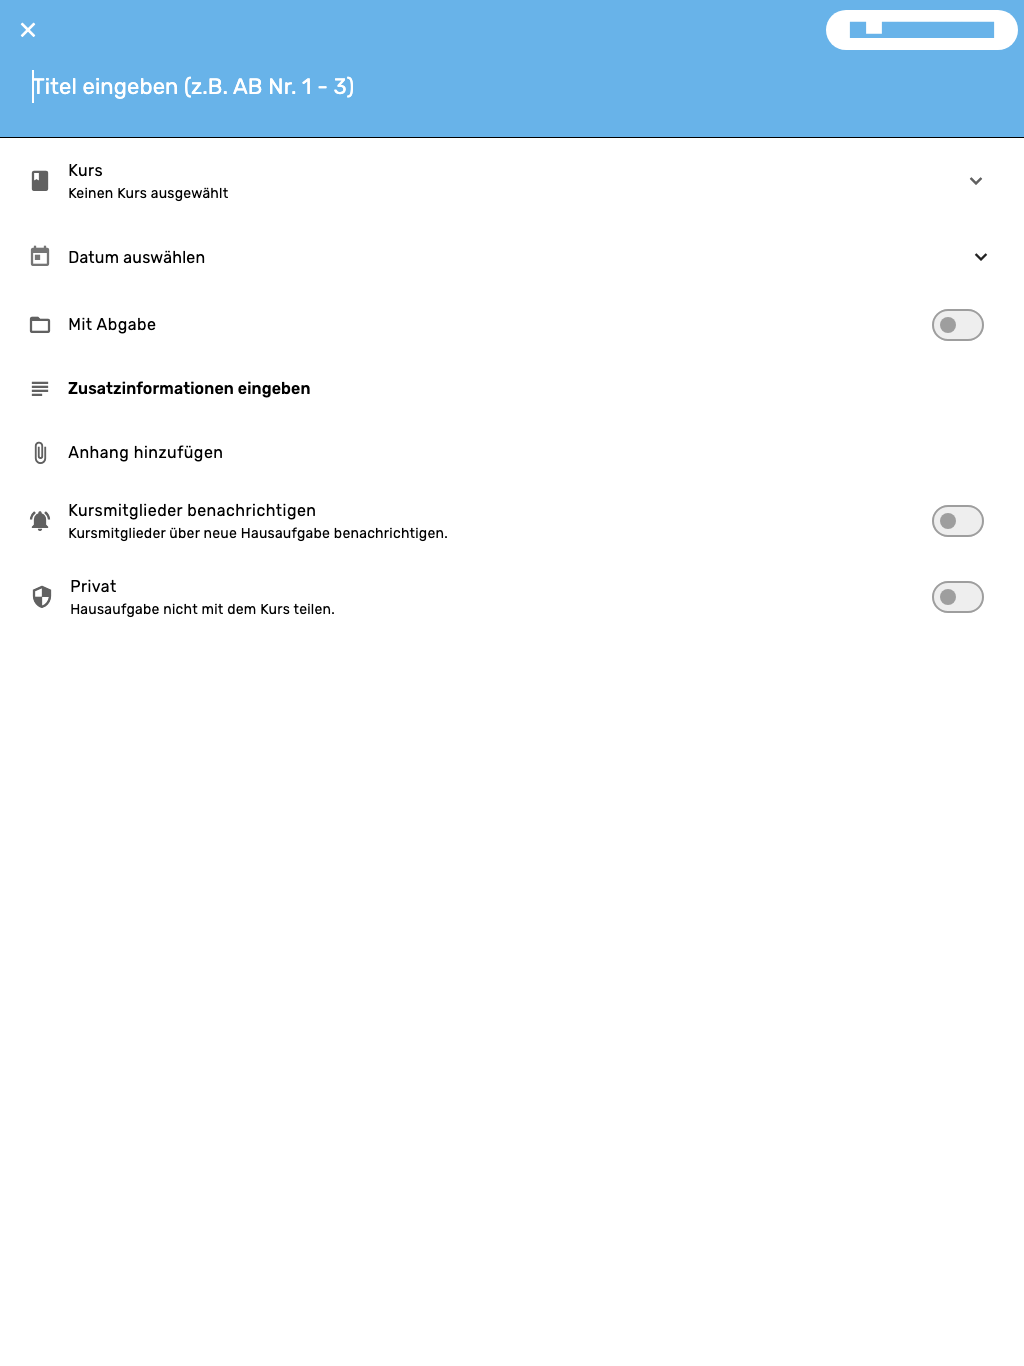 Titel eingeben (z.B. AB Nr. 1 - 3)
Kurs
Keinen Kurs ausgewählt
Datum auswählen
Mit Abgabe
Zusatzinformationen eingeben
Anhang hinzufügen
Kursmitglieder benachrichtigen
Kursmitglieder über neue Hausaufgabe benachrichtigen.
Privat
Hausaufgabe nicht mit dem Kurs teilen.